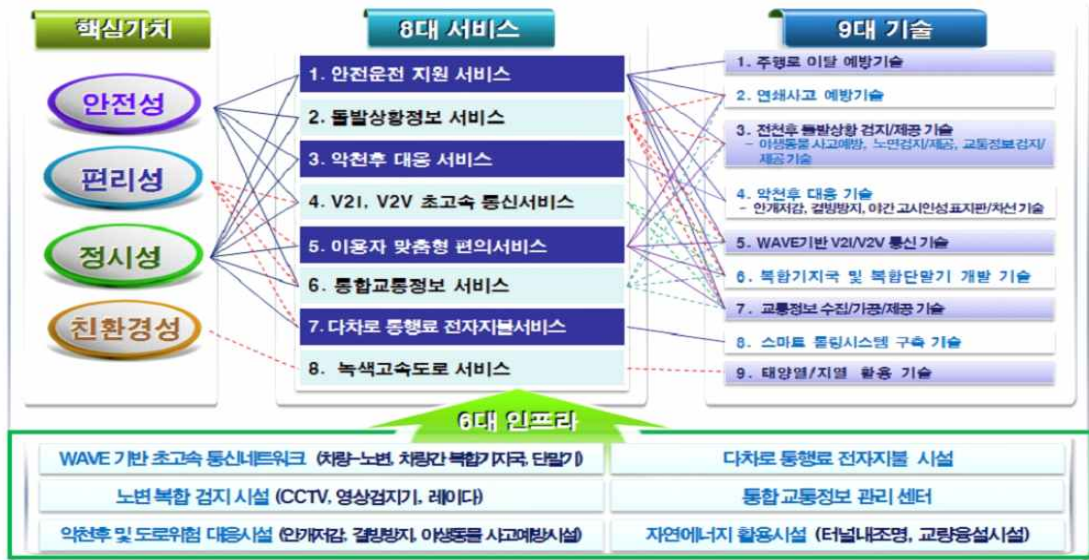 핵심가치
8대 서비스
9대 기술
안전성
편리성
정시성
친환경성
1. 안전운전 지원 서비스
2. 돌발상황정보 서비스
3. 악천후 대응 서비스
4. V2I, V2V 초고속 통신서비스
5. 이용자 맞춤형 편의서비스
6. 통합교통정보 서비스
7. 다차로 통행료 전자지불서비스
8. 녹색고속도로 서비스
1. 주행로 이탈 예방기술
2. 연쇄사고 예방기술
3. 전천후 돌발상황 검지/제공 기술
- 야생동물 사고예방, 노면검지/제공, 교통정보검지/
제공기술
4. 악천후 대응 기술
- 안개저감, 결빙방지, 야간 고시인성 표지판/차선 기술
5. WAVE기반 V2I/V2V 통신 기술
6. 복합기지국 및 복합단말기 개발 기술
7. 교통정보 수집/가공/제공 기술
8. 스마트 톨링시스템 구축 기술
9. 태양열/지열 활용 기술
6대 인프라
WAVE 기반 초고속 통신네트워크 (차량-노변, 차량간 복합기지국, 단말기)
다차로 통행료 전자지불 시설
노변 복합 검지 시설 (CCTV, 영상검지기, 레이다)
통합 교통정보 관리 센터
악천후 및 도로위험 대응시설 (안개저감, 결빙방지, 야생동물 사고예방시설)
자연에너지 활용시설 (터널내조명, 교량융설시설)